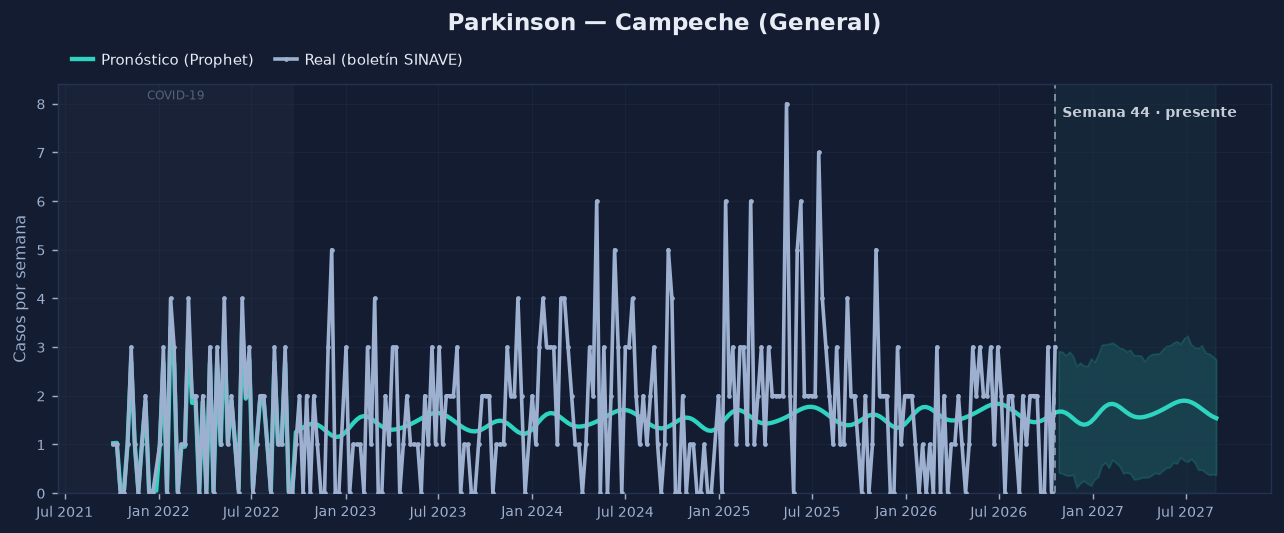 Parkinson — Campeche (General)
Pronóstico (Prophet) Real (boletín SINAVE)
COVID-19
Semana 44 · presente
Casos por semana
8
7
6
5
4
3
2
1
0
Jul 2021 Jan 2022 Jul 2022 Jan 2023 Jul 2023 Jan 2024 Jul 2024 Jan 2025 Jul 2025 Jan 2026 Jul 2026 Jan 2027 Jul 2027